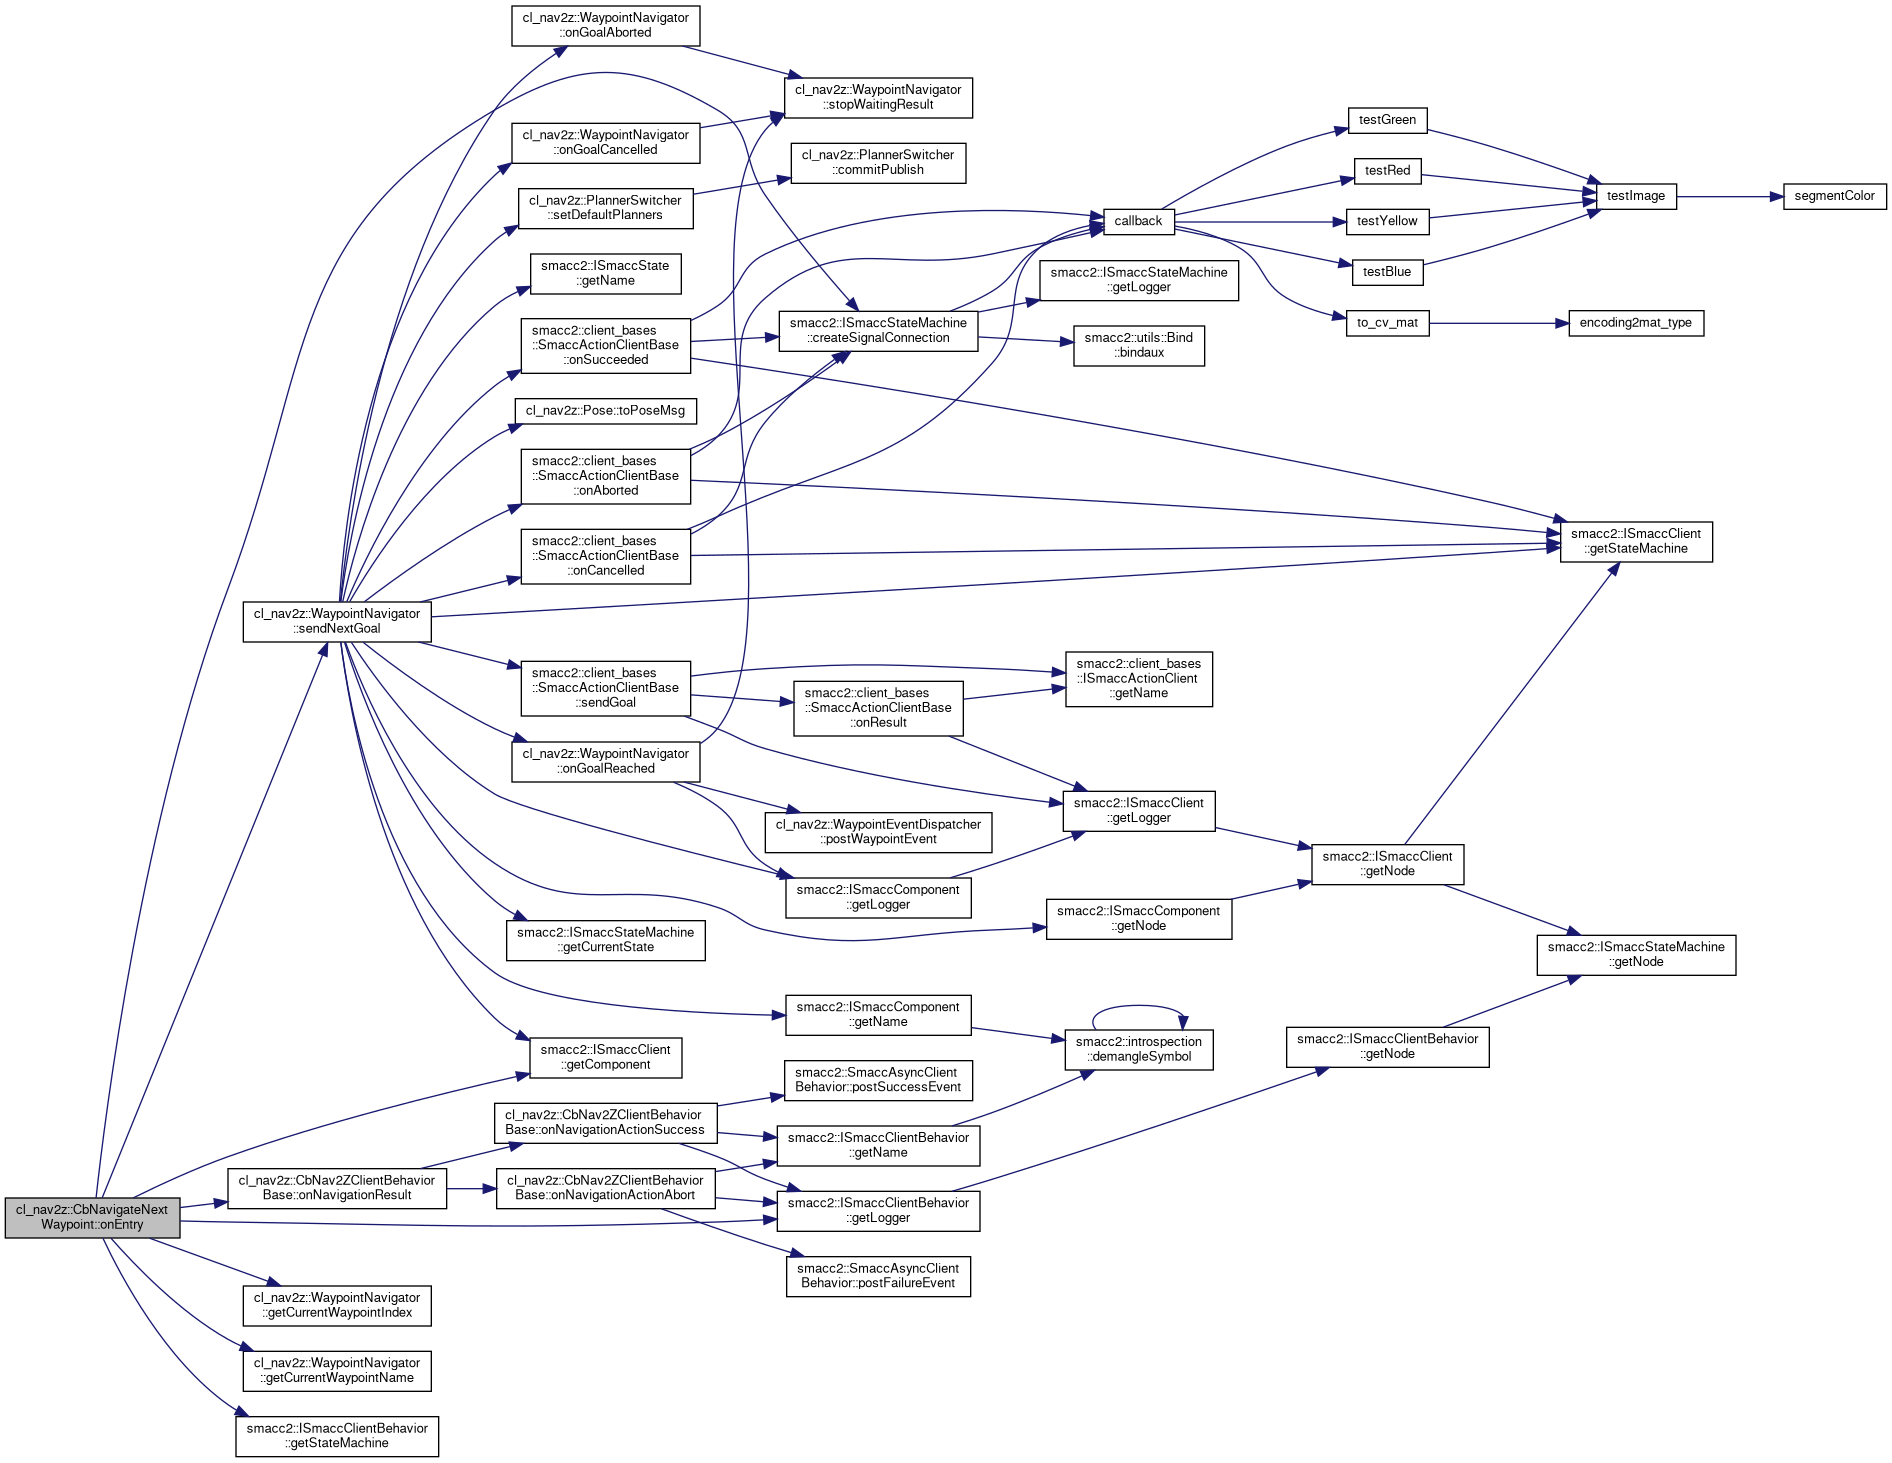 cl_nav2z::WaypointNavigator
::onGoalAborted
cl_nav2z::WaypointNavigator
::stopWaitingResult
cl_nav2z::WaypointNavigator
::onGoalCancelled
cl_nav2z::PlannerSwitcher
::commitPublish
cl_nav2z::PlannerSwitcher
::setDefaultPlanners
testGreen
testRed
testYellow
testBlue
testImage
segmentColor
callback
to_cv_mat
encoding2mat_type
smacc2::ISmaccState
::getName
smacc2::ISmaccStateMachine
::getLogger
smacc2::client_bases
::SmaccActionClientBase
::onSucceeded
smacc2::ISmaccStateMachine
::createSignalConnection
smacc2::utils::Bind
::bindaux
cl_nav2z::Pose::toPoseMsg
smacc2::client_bases
::SmaccActionClientBase
::onAborted
smacc2::client_bases
::SmaccActionClientBase
::onCancelled
smacc2::ISmaccClient
::getStateMachine
cl_nav2z::WaypointNavigator
::sendNextGoal
smacc2::client_bases
::SmaccActionClientBase
::sendGoal
smacc2::client_bases
::ISmaccActionClient
::getName
smacc2::client_bases
::SmaccActionClientBase
::onResult
cl_nav2z::WaypointNavigator
::onGoalReached
smacc2::ISmaccClient
::getLogger
cl_nav2z::WaypointEventDispatcher
::postWaypointEvent
smacc2::ISmaccClient
::getNode
smacc2::ISmaccComponent
::getLogger
smacc2::ISmaccComponent
::getNode
smacc2::ISmaccStateMachine
::getCurrentState
smacc2::ISmaccStateMachine
::getNode
smacc2::ISmaccComponent
::getName
smacc2::introspection
::demangleSymbol
smacc2::ISmaccClientBehavior
::getNode
smacc2::ISmaccClient
::getComponent
smacc2::SmaccAsyncClient
Behavior::postSuccessEvent
cl_nav2z::CbNav2ZClientBehavior
Base::onNavigationActionSuccess
smacc2::ISmaccClientBehavior
::getName
cl_nav2z::CbNav2ZClientBehavior
Base::onNavigationResult
cl_nav2z::CbNav2ZClientBehavior
Base::onNavigationActionAbort
smacc2::ISmaccClientBehavior
::getLogger
cl_nav2z::CbNavigateNext
Waypoint::onEntry
smacc2::SmaccAsyncClient
Behavior::postFailureEvent
cl_nav2z::WaypointNavigator
::getCurrentWaypointIndex
cl_nav2z::WaypointNavigator
::getCurrentWaypointName
smacc2::ISmaccClientBehavior
::getStateMachine